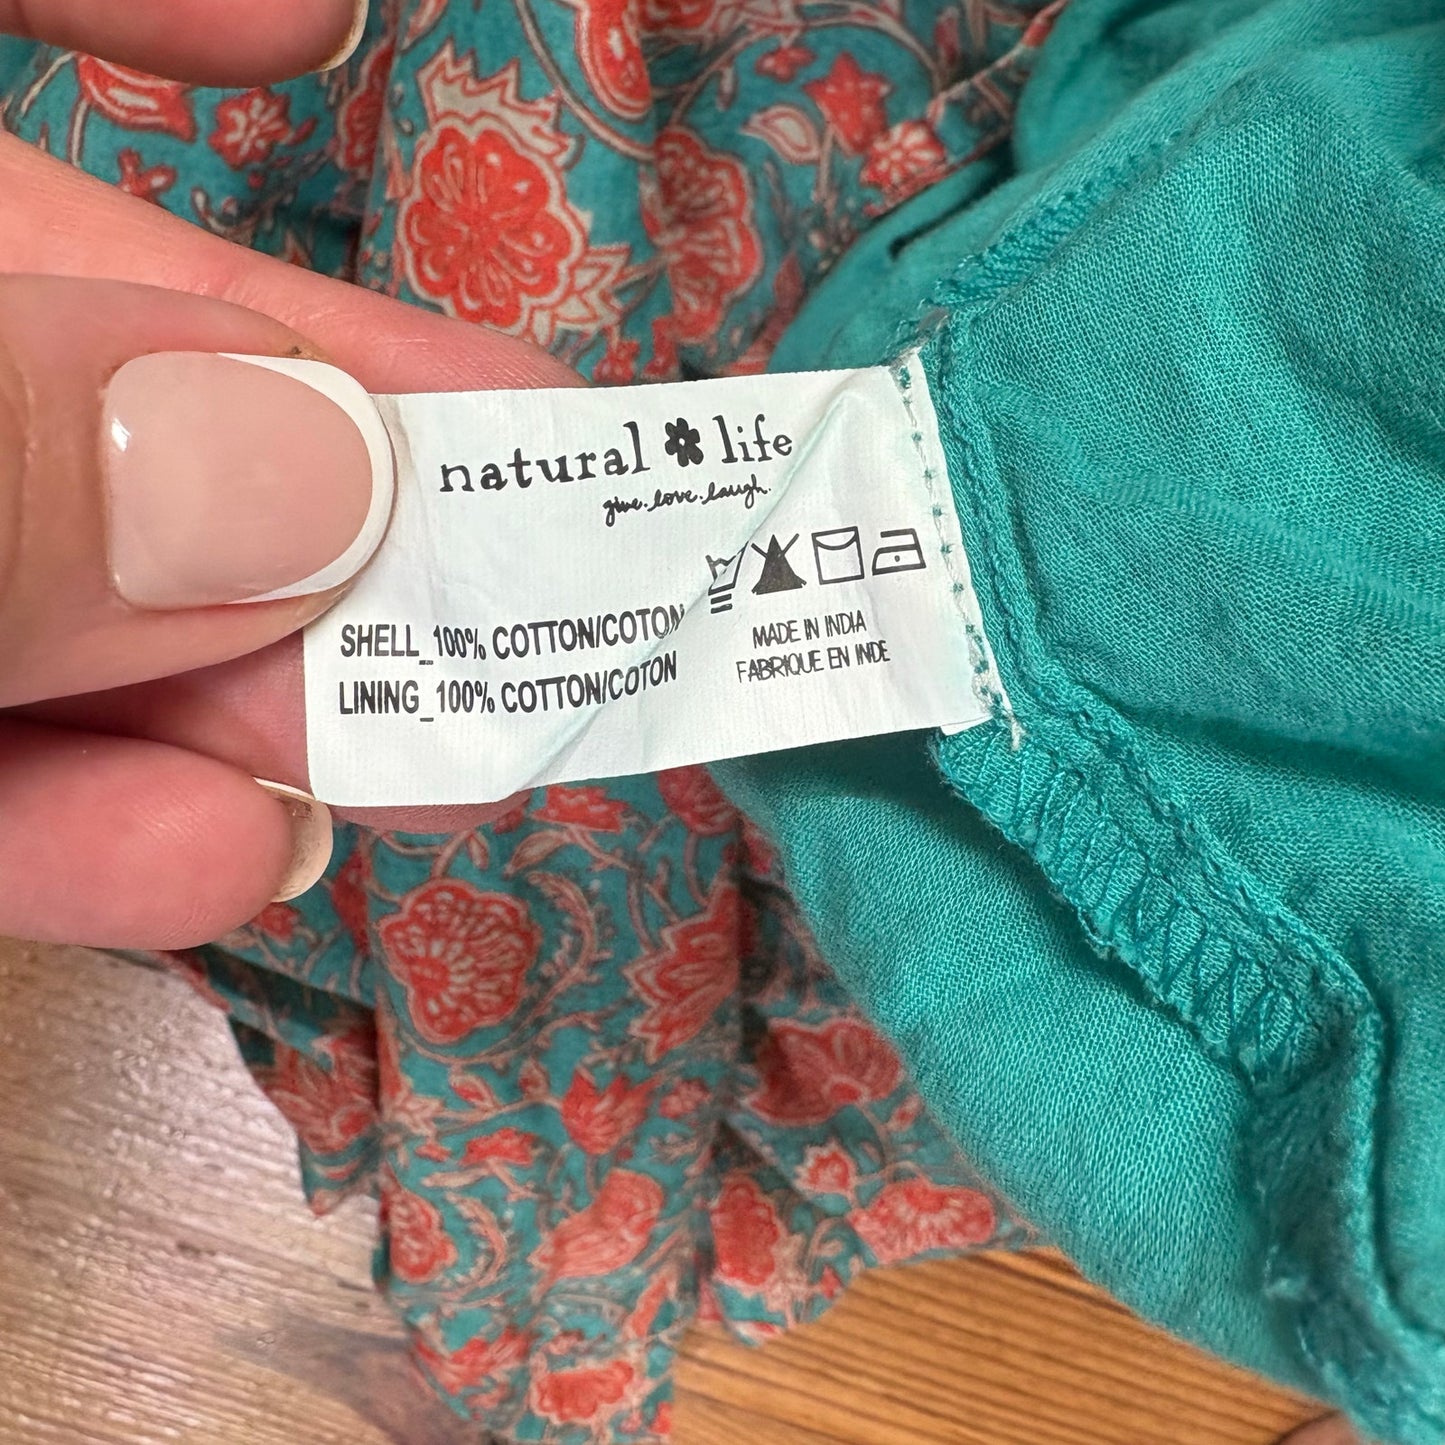 natural life
give.love.laugh.
SHELL_100% COTTON/COTON
LINING_100% COTTON/COTON
MADE IN INDIA
FABRIQUE EN INDE